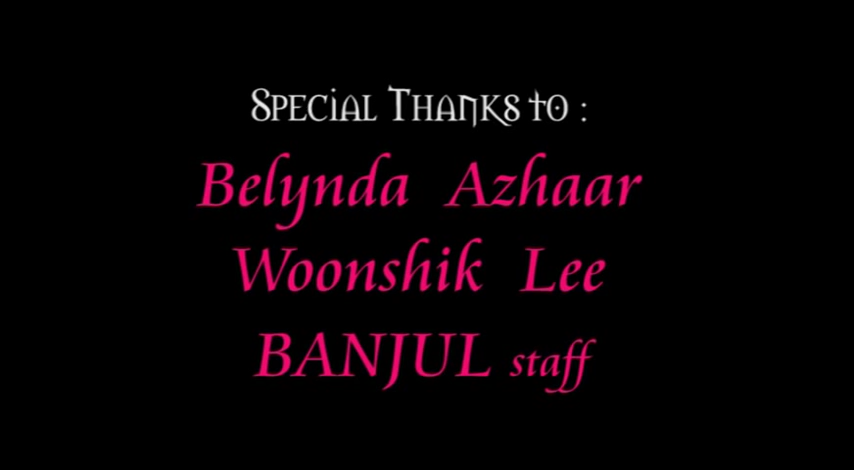 Special Thanks to :
Belynda Azhaar
Woonshik Lee
BANJUL staff